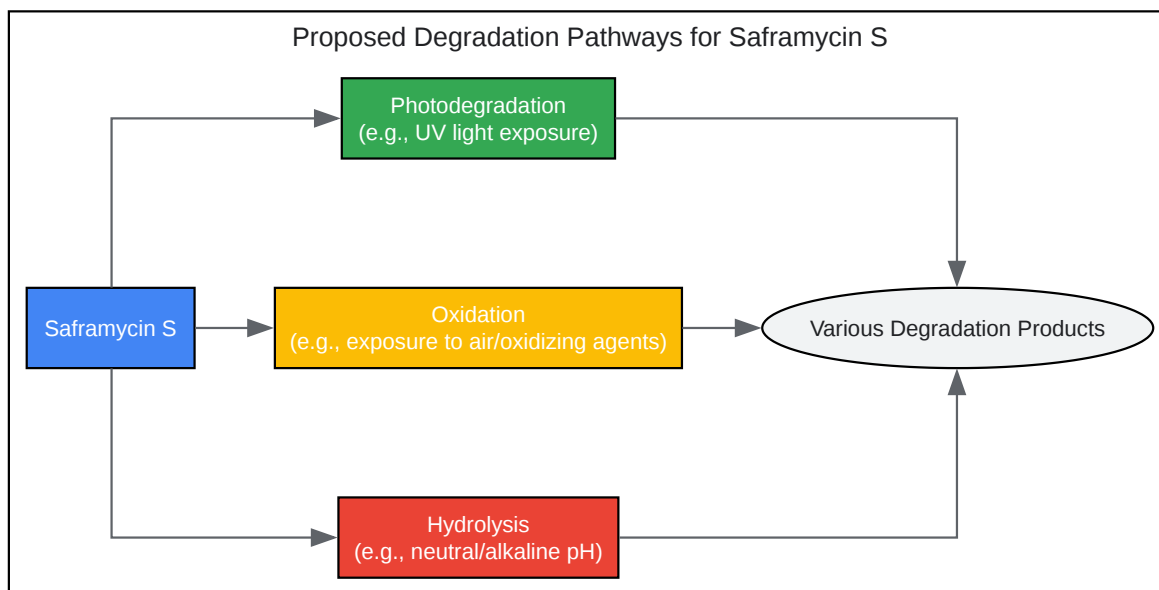 Proposed Degradation Pathways for Saframycin S
Photodegradation
(e.g., UV light exposure)
Saframycin S
Oxidation
(e.g., exposure to air/oxidizing agents)
Various Degradation Products
Hydrolysis
(e.g., neutral/alkaline pH)